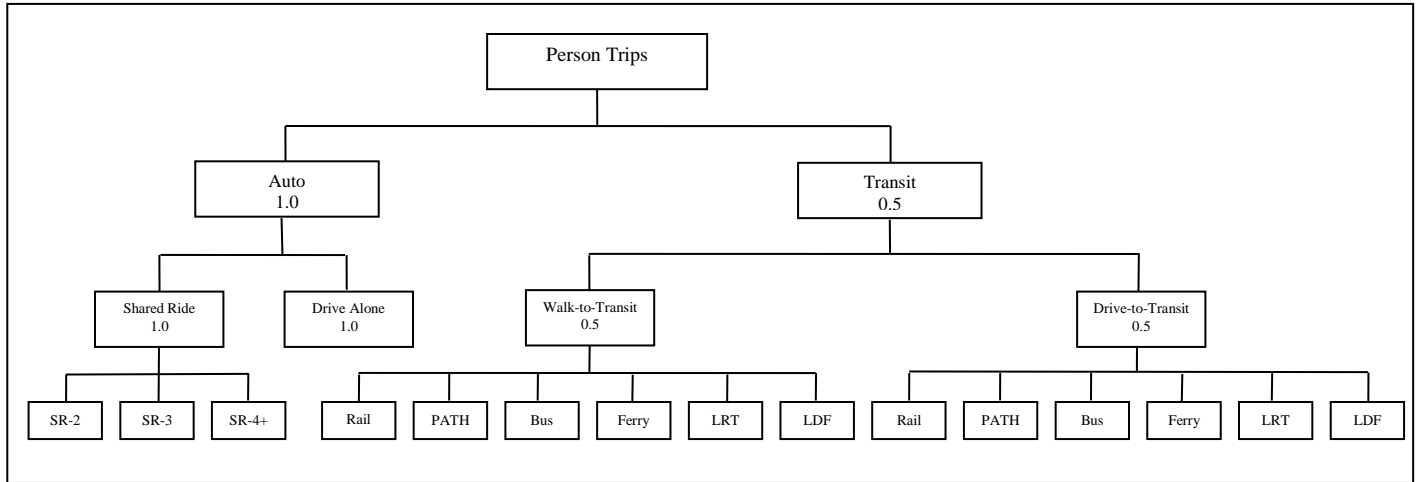 Person Trips
Auto
1.0
Transit
0.5
Shared Ride
1.0
Drive Alone
1.0
Walk-to-Transit
0.5
Drive-to-Transit
0.5
SR-2
SR-3
SR-4+
Rail
PATH
Bus
Ferry
LRT
LDF
Rail
PATH
Bus
Ferry
LRT
LDF